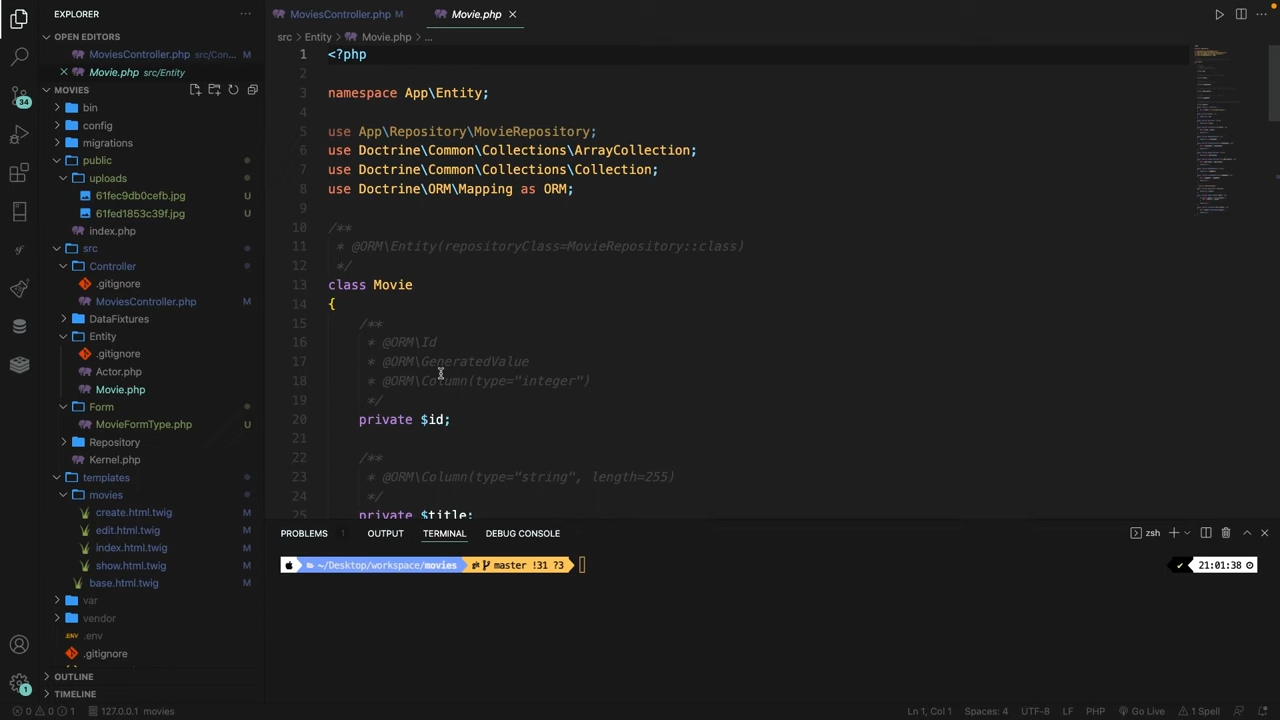 EXPLORER
OPEN EDITORS
MoviesController.php src/Con... M
Movie.php src/Entity
MOVIES
bin
config
migrations
public
uploads
61fec9db0cefb.jpg U
61fed1853c39f.jpg U
index.php
src
Controller
.gitignore
MoviesController.php M
DataFixtures
Entity
.gitignore
Actor.php
Movie.php
Form
MovieFormType.php U
Repository
Kernel.php
templates
movies
create.html.twig M
edit.html.twig M
index.html.twig M
show.html.twig M
base.html.twig M
var
vendor
.env
.gitignore
OUTLINE
TIMELINE
34
1
MoviesController.php M
Movie.php
src > Entity > Movie.php > ...
1 <?php
2
3 namespace App\Entity;
4
5 use App\Repository\MovieRepository;
6 use Doctrine\Common\Collections\ArrayCollection;
7 use Doctrine\Common\Collections\Collection;
8 use Doctrine\ORM\Mapping as ORM;
9
10 /**
11 * @ORM\Entity(repositoryClass=MovieRepository::class)
12 */
13 class Movie
14 {
15 /**
16 * @ORM\Id
17 * @ORM\GeneratedValue
18 * @ORM\Column(type="integer")
19 */
20 private $id;
21
22 /**
23 * @ORM\Column(type="string", length=255)
24 */
25 private $title;
PROBLEMS 1 OUTPUT TERMINAL DEBUG CONSOLE
zsh
~/Desktop/workspace/movies master !31 ?3
21:01:38
0 0 1 127.0.0.1 movies
Ln 1, Col 1 Spaces: 4 UTF-8 LF PHP Go Live 1 Spell